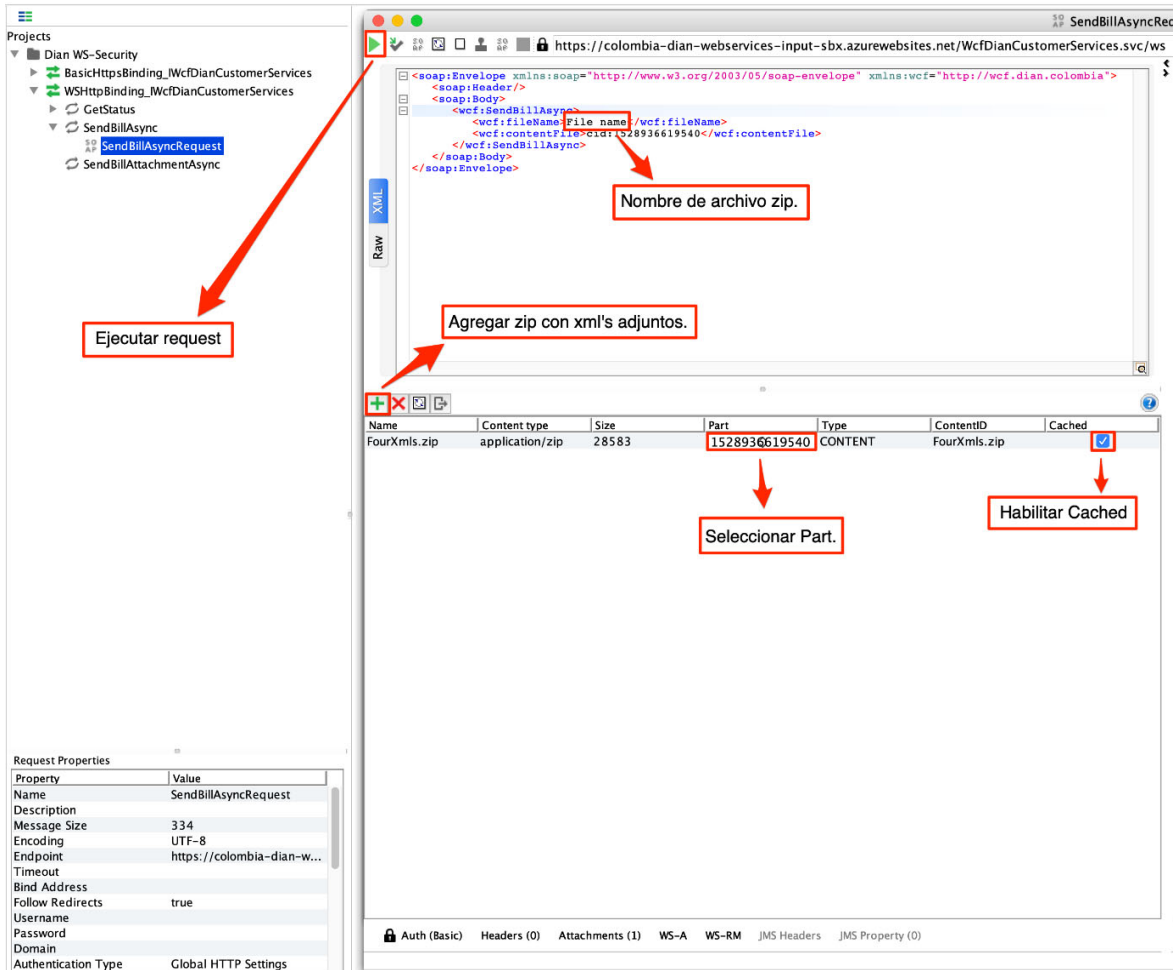 SendBillAsyncReq
Projects
Dian WS-Security
BasicHttpsBinding_IWcfDianCustomerServices
WSHttpBinding_IWcfDianCustomerServices
GetStatus
SendBillAsync
SendBillAsyncRequest
SendBillAttachmentAsync
https://colombia-dian-webservices-input-sbx.azurewebsites.net/WcfDianCustomerServices.svc/ws
<soap:Envelope xmlns:soap="http://www.w3.org/2003/05/soap-envelope" xmlns:wcf="http://wcf.dian.colombia">
<soap:Header/>
<soap:Body>
<wcf:SendBillAsync>
<wcf:fileName>File name</wcf:fileName>
<wcf:contentFile>cid:1528936619540</wcf:contentFile>
</wcf:SendBillAsync>
</soap:Body>
</soap:Envelope>
XML
Raw
Nombre de archivo zip.
Ejecutar request
Agregar zip con xml's adjuntos.
Name Content type Size Part Type ContentID Cached
FourXmls.zip application/zip 28583 1528936619540 CONTENT FourXmls.zip
Seleccionar Part.
Habilitar Cached
Request Properties
Property Value
Name SendBillAsyncRequest
Description
Message Size 334
Encoding UTF-8
Endpoint https://colombia-dian-w...
Timeout
Bind Address
Follow Redirects true
Username
Password
Domain
Authentication Type Global HTTP Settings
Auth (Basic) Headers (0) Attachments (1) WS-A WS-RM JMS Headers JMS Property (0)